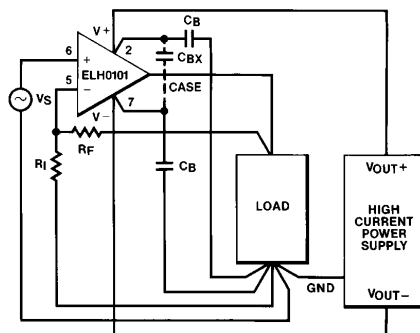 V+
2
CB
6
+
CBX
ELH0101
5
−
CASE
VS
7
V−
RF
RI
CB
LOAD
VOUT+
HIGH
CURRENT
POWER
SUPPLY
GND
VOUT−